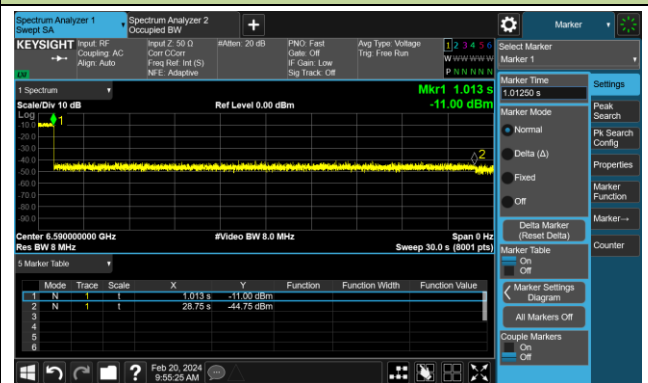 Spectrum Analyzer 1
Swept SA
Spectrum Analyzer 2
Occupied BW
Marker
KEYSIGHT
Input: RF
Coupling: AC
Align: Auto
Input Z: 50 Ω
Corr CCorr
Freq Ref: Int (S)
NFE: Adaptive
#Atten: 20 dB
PNO: Fast
Gate: Off
IF Gain: Low
Sig Track: Off
Avg Type: Voltage
Trig: Free Run
1 2 3 4 5 6
W W W W W W
P N N N N N
Select Marker
Marker 1
1 Spectrum
Scale/Div 10 dB
Ref Level 0.00 dBm
Mkr1 1.013 s
-11.00 dBm
Log
-10.0
-20.0
-30.0
-40.0
-50.0
-60.0
-70.0
-80.0
-90.0
1
2
Center 6.590000000 GHz
#Video BW 8.0 MHz
Span 0 Hz
Res BW 8 MHz
Sweep 30.0 s (8001 pts)
5 Marker Table
Mode Trace Scale X Y Function Function Width Function Value
1 N 1 t 1.013 s -11.00 dBm
2 N 1 t 28.75 s -44.75 dBm
3
4
5
6
Marker Time
1.01250 s
Marker Mode
Normal
Delta (Δ)
Fixed
Off
Delta Marker
(Reset Delta)
Marker Table
On
Off
Marker Settings
Diagram
All Markers Off
Couple Markers
On
Off
Settings
Peak
Search
Pk Search
Config
Properties
Marker
Function
Marker→
Counter
Feb 20, 2024
9:55:25 AM